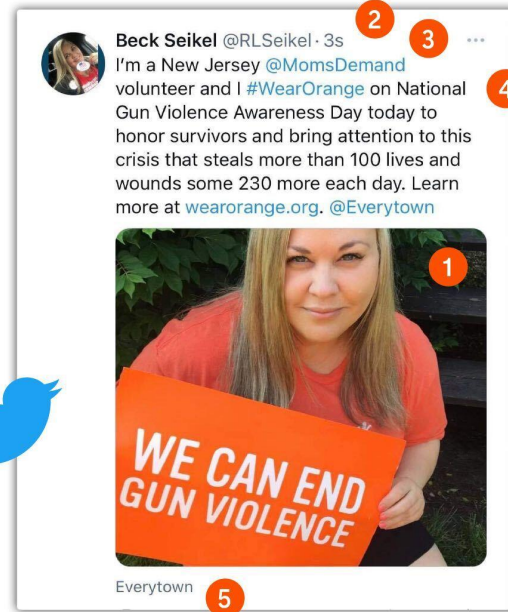 2
Beck Seikel @RLSeikel · 3s 3 ...
I'm a New Jersey @MomsDemand
volunteer and I #WearOrange on National 4
Gun Violence Awareness Day today to
honor survivors and bring attention to this
crisis that steals more than 100 lives and
wounds some 230 more each day. Learn
more at wearorange.org. @Everytown
1
WE CAN END
GUN VIOLENCE
Everytown
5